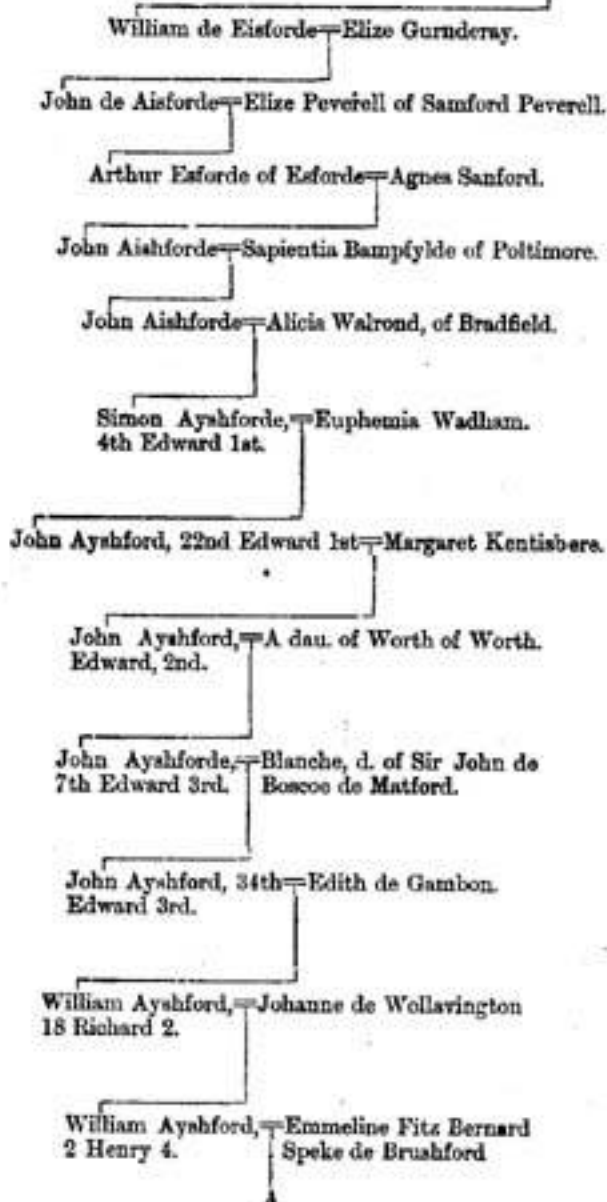 William de Eisforde=Elize Gurnderay.
John de Aisforde=Elize Peverell of Samford Peverell.
Arthur Esforde of Esforde=Agnes Sanford.
John Aishforde=Sapientia Bampfylde of Poltimore.
John Aishforde=Alicia Walrond, of Bradfield.
Simon Ayshforde,=Euphemia Wadham.
4th Edward 1st.
John Ayshford, 22nd Edward 1st=Margaret Kentisbere.
John Ayshford,=A dau. of Worth of Worth.
Edward, 2nd.
John Ayshforde,=Blanche, d. of Sir John de
7th Edward 3rd. Boscoe de Matford.
John Ayshford, 34th=Edith de Gambon.
Edward 3rd.
William Ayshford,=Johanne de Wollavington
18 Richard 2.
William Ayshford,=Emmeline Fitz Bernard
2 Henry 4. Speke de Brushford
A